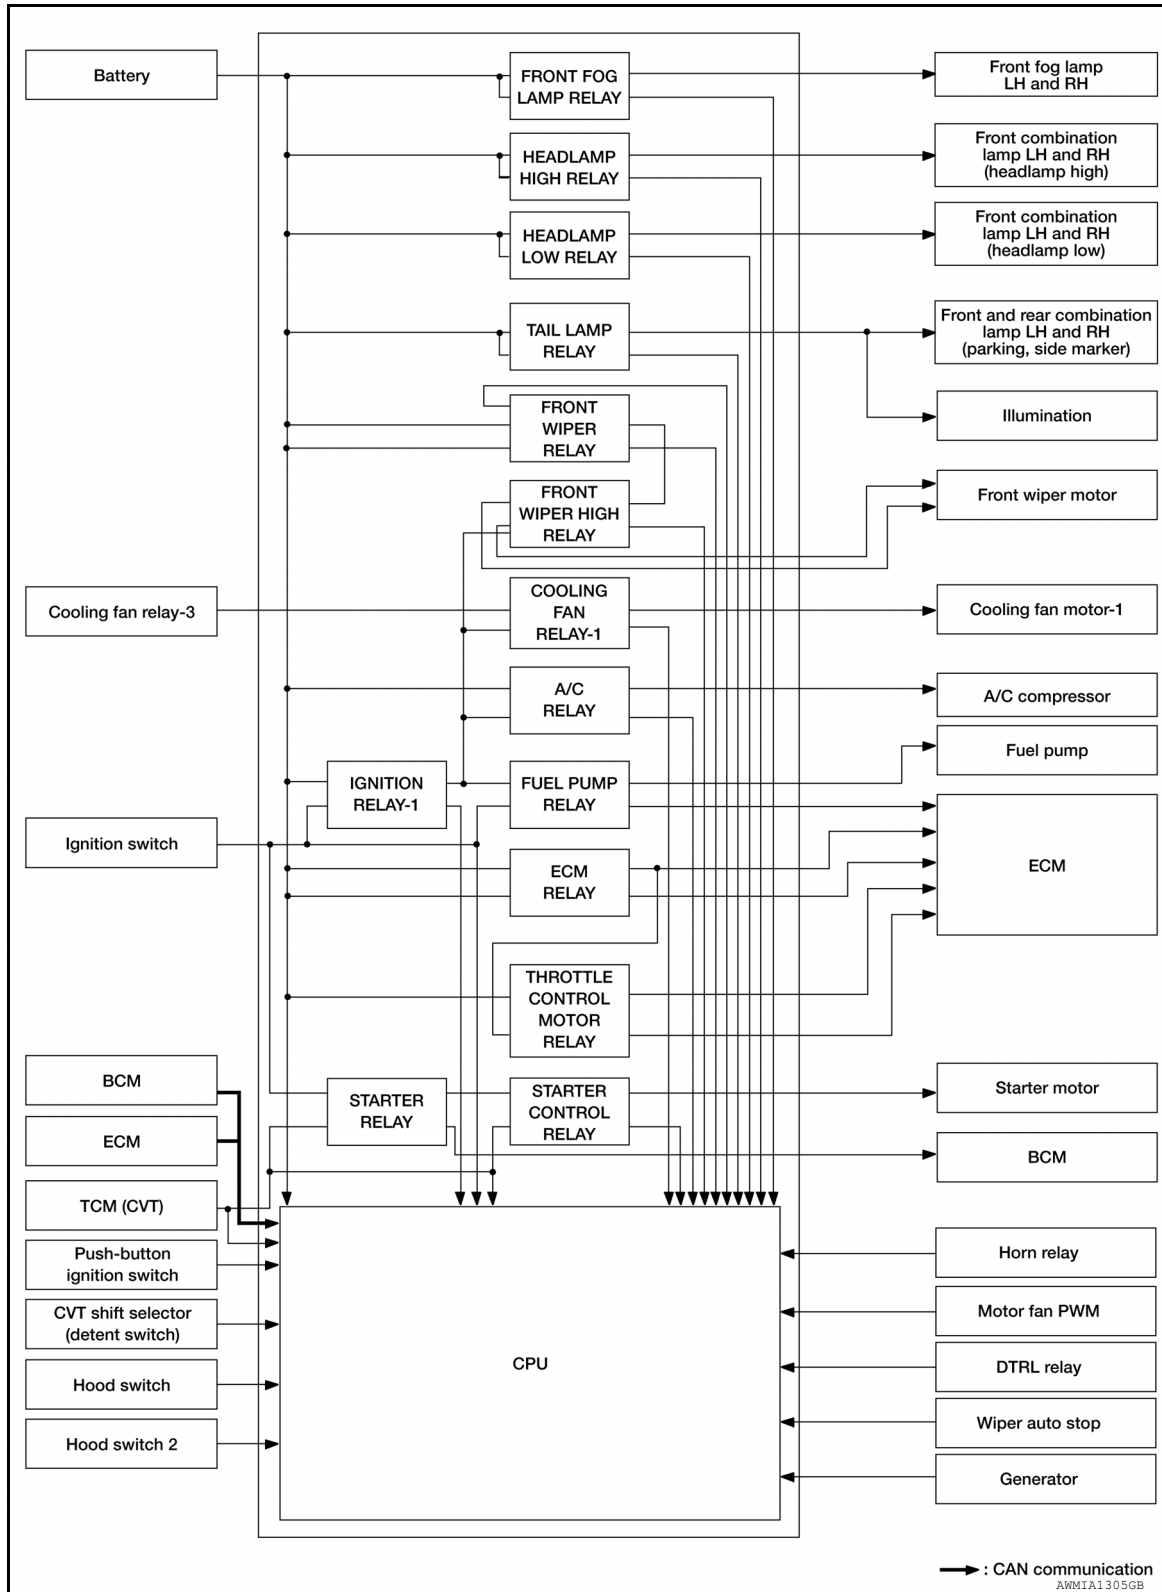 Battery
FRONT FOG
LAMP RELAY
Front fog lamp
LH and RH
HEADLAMP
HIGH RELAY
Front combination
lamp LH and RH
(headlamp high)
HEADLAMP
LOW RELAY
Front combination
lamp LH and RH
(headlamp low)
TAIL LAMP
RELAY
Front and rear combination
lamp LH and RH
(parking, side marker)
FRONT
WIPER
RELAY
Illumination
FRONT
WIPER HIGH
RELAY
Front wiper motor
Cooling fan relay-3
COOLING
FAN
RELAY-1
Cooling fan motor-1
A/C
RELAY
A/C compressor
Fuel pump
IGNITION
RELAY-1
FUEL PUMP
RELAY
Ignition switch
ECM
RELAY
ECM
THROTTLE
CONTROL
MOTOR
RELAY
BCM
STARTER
RELAY
STARTER
CONTROL
RELAY
Starter motor
ECM
BCM
TCM (CVT)
Push-button
ignition switch
Horn relay
CVT shift selector
(detent switch)
Motor fan PWM
CPU
DTRL relay
Hood switch
Wiper auto stop
Hood switch 2
Generator
: CAN communication
AWMIA1305GB